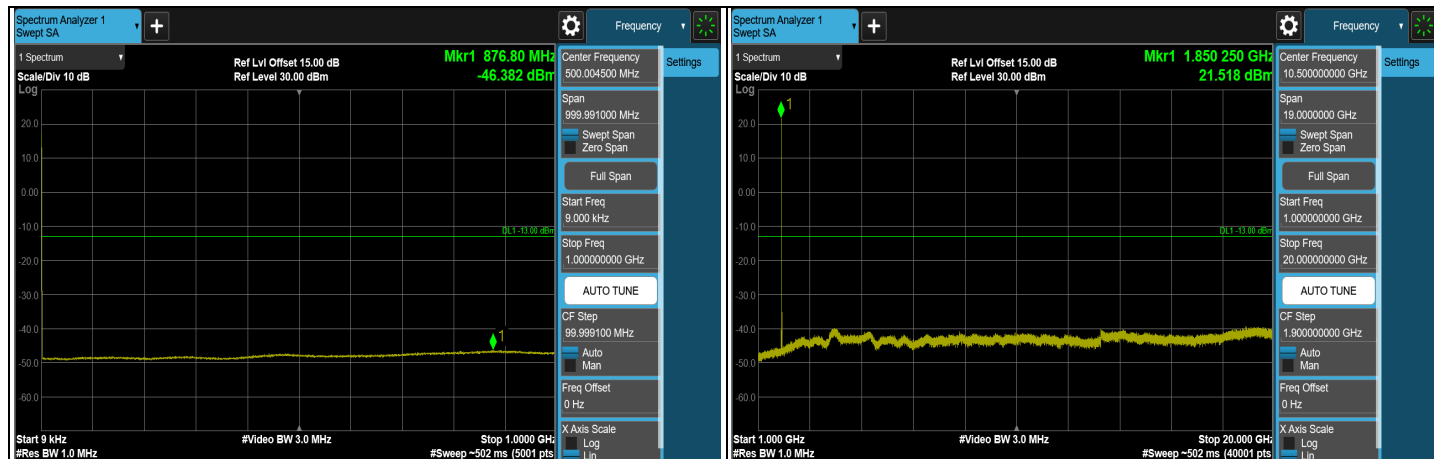 Spectrum Analyzer 1
Swept SA
+
Frequency
1 Spectrum
Ref Lvl Offset 15.00 dB
Mkr1 876.80 MHz
Scale/Div 10 dB
Ref Level 30.00 dBm
-46.382 dBm
Log
20.0
10.0
0.00
-10.0
-20.0
-30.0
-40.0
-50.0
-60.0
DL1 -13.00 dBm
1
Start 9 kHz
#Video BW 3.0 MHz
Stop 1.0000 GHz
#Res BW 1.0 MHz
#Sweep ~502 ms (5001 pts
Center Frequency
500.004500 MHz
Settings
Span
999.991000 MHz
Swept Span
Zero Span
Full Span
Start Freq
9.000 kHz
Stop Freq
1.000000000 GHz
AUTO TUNE
CF Step
99.999100 MHz
Auto
Man
Freq Offset
0 Hz
X Axis Scale
Log
Lin
Spectrum Analyzer 1
Swept SA
+
Frequency
1 Spectrum
Ref Lvl Offset 15.00 dB
Mkr1 1.850 250 GHz
Scale/Div 10 dB
Ref Level 30.00 dBm
21.518 dBm
Log
1
20.0
10.0
0.00
-10.0
-20.0
-30.0
-40.0
-50.0
-60.0
DL1 -13.00 dBm
Start 1.000 GHz
#Video BW 3.0 MHz
Stop 20.000 GHz
#Res BW 1.0 MHz
#Sweep ~502 ms (40001 pts
Center Frequency
10.500000000 GHz
Settings
Span
19.0000000 GHz
Swept Span
Zero Span
Full Span
Start Freq
1.000000000 GHz
Stop Freq
20.000000000 GHz
AUTO TUNE
CF Step
1.900000000 GHz
Auto
Man
Freq Offset
0 Hz
X Axis Scale
Log
Lin